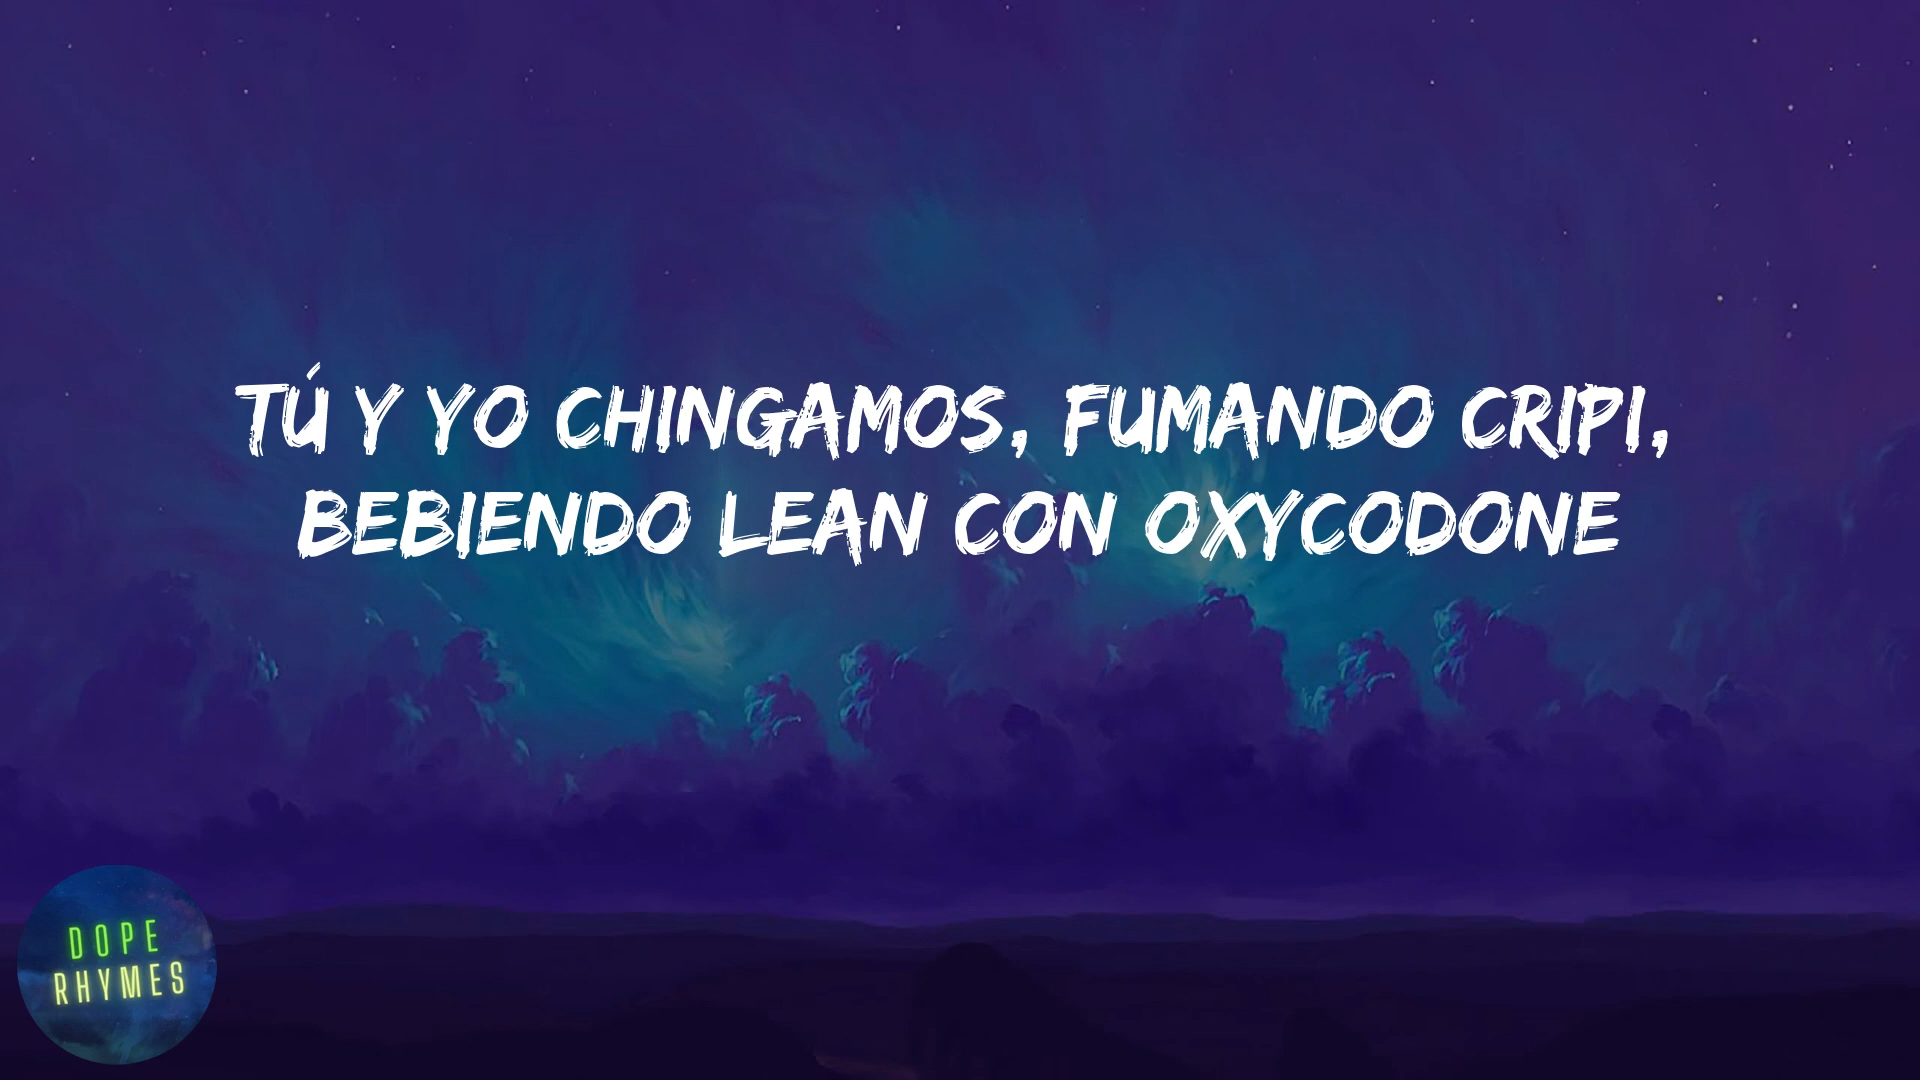 TÚ Y YO CHINGAMOS, FUMANDO CRIPI,
BEBIENDO LEAN CON OXYCODONE
DOPE
RHYMES